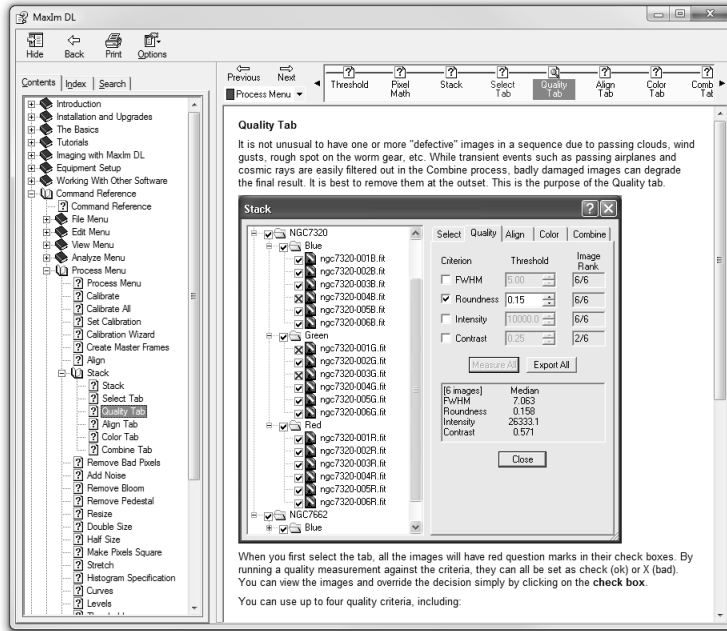 MaxIm DL
Hide Back Print Options
Contents Index Search
Introduction
Installation and Upgrades
The Basics
Tutorials
Imaging with MaxIm DL
Equipment Setup
Working With Other Software
Command Reference
Command Reference
File Menu
Edit Menu
View Menu
Analyze Menu
Process Menu
Process Menu
Calibrate
Calibrate All
Set Calibration
Calibration Wizard
Create Master Frames
Align
Stack
Stack
Select Tab
Quality Tab
Align Tab
Color Tab
Combine Tab
Remove Bad Pixels
Add Noise
Remove Bloom
Remove Pedestal
Resize
Double Size
Half Size
Make Pixels Square
Stretch
Histogram Specification
Curves
Levels
Previous Next
Process Menu
Threshold
Pixel Math
Stack
Select Tab
Quality Tab
Align Tab
Color Tab
Comb Tab
Quality Tab
It is not unusual to have one or more "defective" images in a sequence due to passing clouds, wind
gusts, rough spot on the worm gear, etc. While transient events such as passing airplanes and
cosmic rays are easily filtered out in the Combine process, badly damaged images can degrade
the final result. It is best to remove them at the outset. This is the purpose of the Quality tab.
Stack
NGC7320
Blue
ngc7320-001B.fit
ngc7320-002B.fit
ngc7320-003B.fit
ngc7320-004B.fit
ngc7320-005B.fit
ngc7320-006B.fit
Green
ngc7320-001G.fit
ngc7320-002G.fit
ngc7320-003G.fit
ngc7320-004G.fit
ngc7320-005G.fit
ngc7320-006G.fit
Red
ngc7320-001R.fit
ngc7320-002R.fit
ngc7320-003R.fit
ngc7320-004R.fit
ngc7320-005R.fit
ngc7320-006R.fit
NGC7662
Blue
Select Quality Align Color Combine
Criterion Threshold Image Rank
FWHM 5.00 6/6
Roundness 0.15 6/6
Intensity 10000.0 6/6
Contrast 0.25 2/6
Measure All Export All
[6 images] Median
FWHM 7.063
Roundness 0.158
Intensity 26333.1
Contrast 0.571
Close
When you first select the tab, all the images will have red question marks in their check boxes. By
running a quality measurement against the criteria, they can all be set as check (ok) or X (bad).
You can view the images and override the decision simply by clicking on the check box.
You can use up to four quality criteria, including: